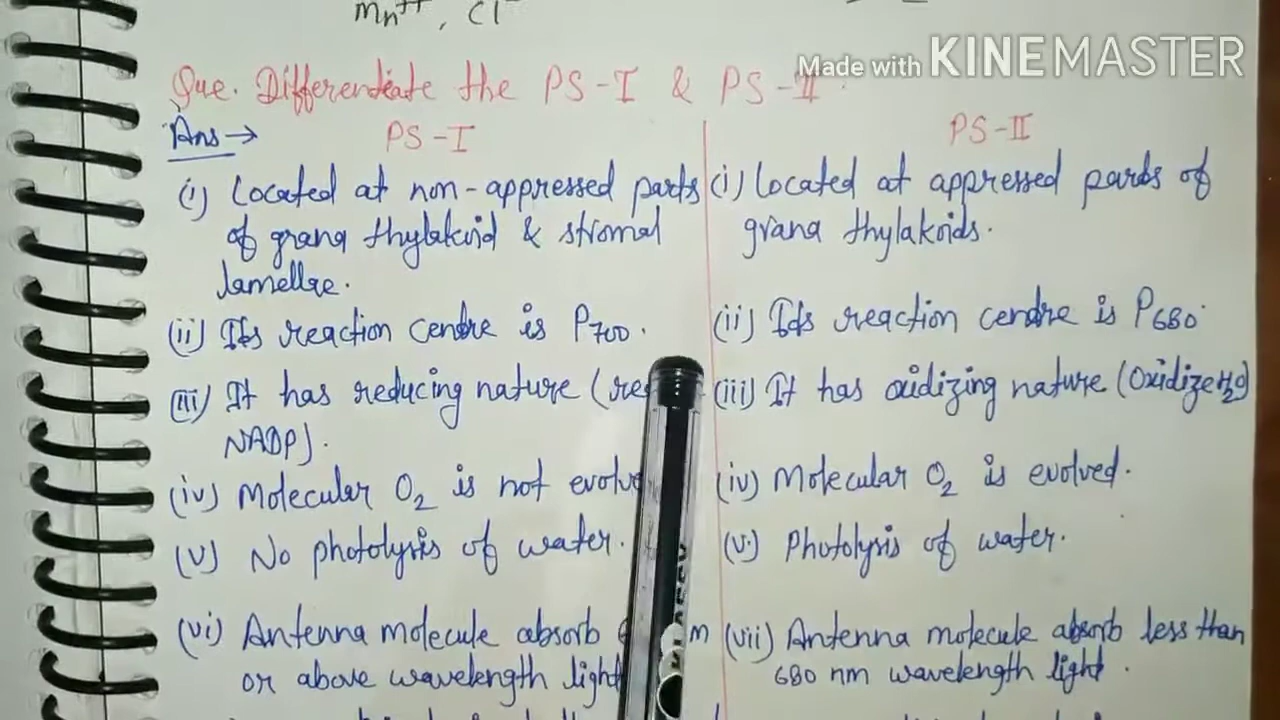 Mn++, Cl-
Made with KINEMASTER
Que. Differentiate the PS-I & PS-II.
Ans →
PS-I
(i) Located at non-appressed parts
of grana thylakoid & stromal
lamellae.
(ii) Its reaction centre is P700.
(iii) It has reducing nature (
NADP).
(iv) Molecular O2 is not
(v) No photolysis of water.
(vi) Antenna molecule absorb
or above wavelength light
PS-II
(i) Located at appressed parts of
grana thylakoids.
(ii) Its reaction centre is P680.
(iii) It has oxidizing nature (Oxidize H2O)
(iv) Molecular O2 is evolved.
(v.) Photolysis of water.
(vii) Antenna molecule absorb less than
680 nm wavelength light.